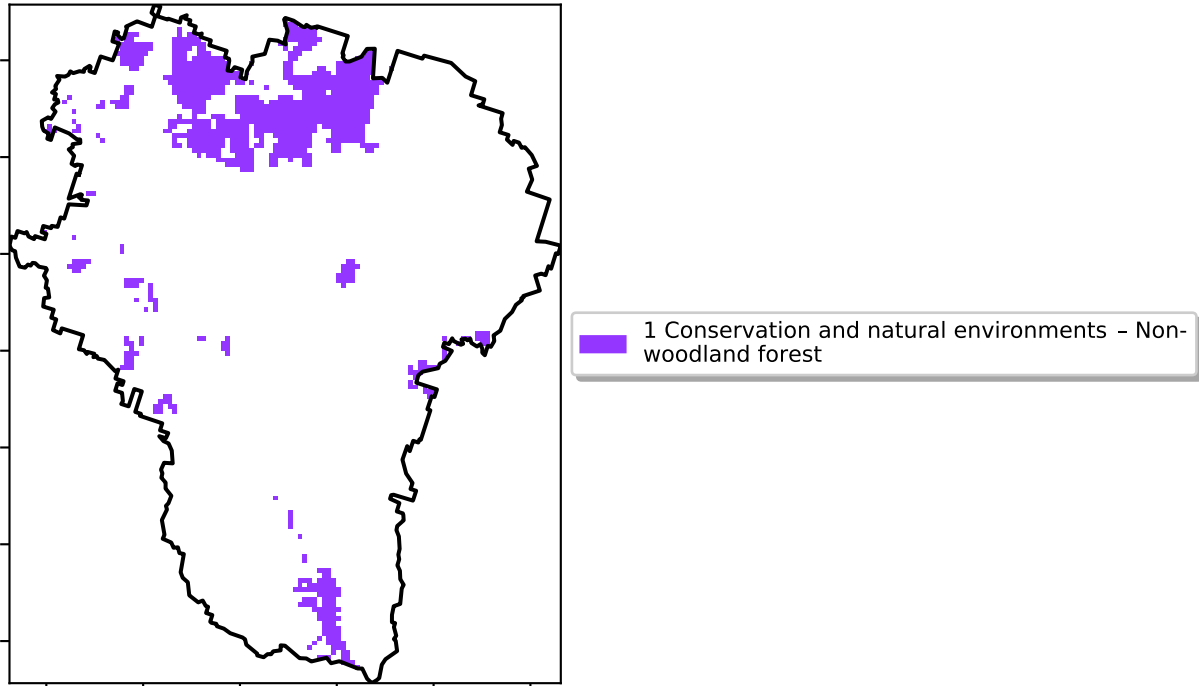 1 Conservation and natural environments – Non-
woodland forest